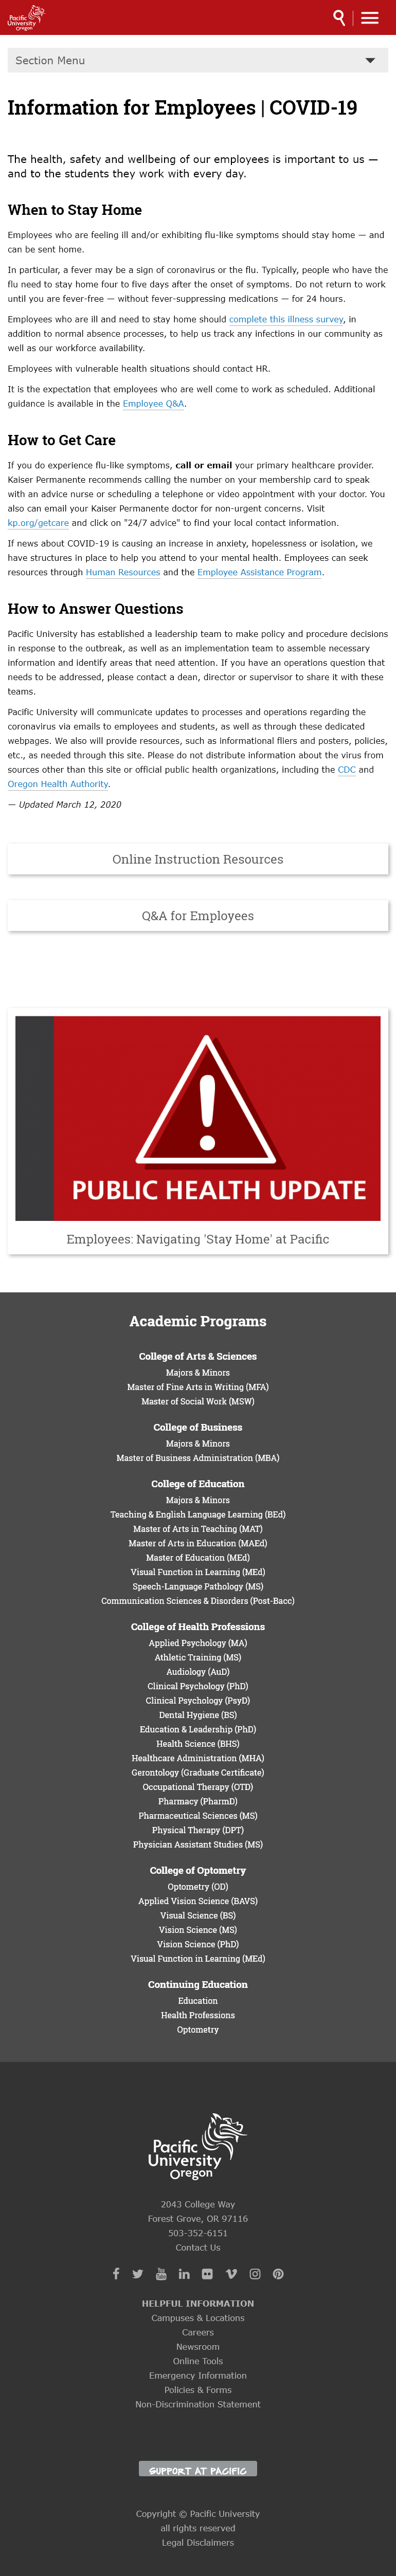 Pacific
University
Oregon
Section Menu
Information for Employees | COVID-19
The health, safety and wellbeing of our employees is important to us —
and to the students they work with every day.
When to Stay Home
Employees who are feeling ill and/or exhibiting flu-like symptoms should stay home — and
can be sent home.
In particular, a fever may be a sign of coronavirus or the flu. Typically, people who have the
flu need to stay home four to five days after the onset of symptoms. Do not return to work
until you are fever-free — without fever-suppressing medications — for 24 hours.
Employees who are ill and need to stay home should complete this illness survey, in
addition to normal absence processes, to help us track any infections in our community as
well as our workforce availability.
Employees with vulnerable health situations should contact HR.
It is the expectation that employees who are well come to work as scheduled. Additional
guidance is available in the Employee Q&A.
How to Get Care
If you do experience flu-like symptoms, call or email your primary healthcare provider.
Kaiser Permanente recommends calling the number on your membership card to speak
with an advice nurse or scheduling a telephone or video appointment with your doctor. You
also can email your Kaiser Permanente doctor for non-urgent concerns. Visit
kp.org/getcare and click on "24/7 advice" to find your local contact information.
If news about COVID-19 is causing an increase in anxiety, hopelessness or isolation, we
have structures in place to help you attend to your mental health. Employees can seek
resources through Human Resources and the Employee Assistance Program.
How to Answer Questions
Pacific University has established a leadership team to make policy and procedure decisions
in response to the outbreak, as well as an implementation team to assemble necessary
information and identify areas that need attention. If you have an operations question that
needs to be addressed, please contact a dean, director or supervisor to share it with these
teams.
Pacific University will communicate updates to processes and operations regarding the
coronavirus via emails to employees and students, as well as through these dedicated
webpages. We also will provide resources, such as informational fliers and posters, policies,
etc., as needed through this site. Please do not distribute information about the virus from
sources other than this site or official public health organizations, including the CDC and
Oregon Health Authority.
— Updated March 12, 2020
Online Instruction Resources
Q&A for Employees
PUBLIC HEALTH UPDATE
Employees: Navigating 'Stay Home' at Pacific
Academic Programs
College of Arts & Sciences
Majors & Minors
Master of Fine Arts in Writing (MFA)
Master of Social Work (MSW)
College of Business
Majors & Minors
Master of Business Administration (MBA)
College of Education
Majors & Minors
Teaching & English Language Learning (BEd)
Master of Arts in Teaching (MAT)
Master of Arts in Education (MAEd)
Master of Education (MEd)
Visual Function in Learning (MEd)
Speech-Language Pathology (MS)
Communication Sciences & Disorders (Post-Bacc)
College of Health Professions
Applied Psychology (MA)
Athletic Training (MS)
Audiology (AuD)
Clinical Psychology (PhD)
Clinical Psychology (PsyD)
Dental Hygiene (BS)
Education & Leadership (PhD)
Health Science (BHS)
Healthcare Administration (MHA)
Gerontology (Graduate Certificate)
Occupational Therapy (OTD)
Pharmacy (PharmD)
Pharmaceutical Sciences (MS)
Physical Therapy (DPT)
Physician Assistant Studies (MS)
College of Optometry
Optometry (OD)
Applied Vision Science (BAVS)
Visual Science (BS)
Vision Science (MS)
Vision Science (PhD)
Visual Function in Learning (MEd)
Continuing Education
Education
Health Professions
Optometry
Pacific
University
Oregon
2043 College Way
Forest Grove, OR 97116
503-352-6151
Contact Us
HELPFUL INFORMATION
Campuses & Locations
Careers
Newsroom
Online Tools
Emergency Information
Policies & Forms
Non-Discrimination Statement
SUPPORT AT PACIFIC
Copyright © Pacific University
all rights reserved
Legal Disclaimers